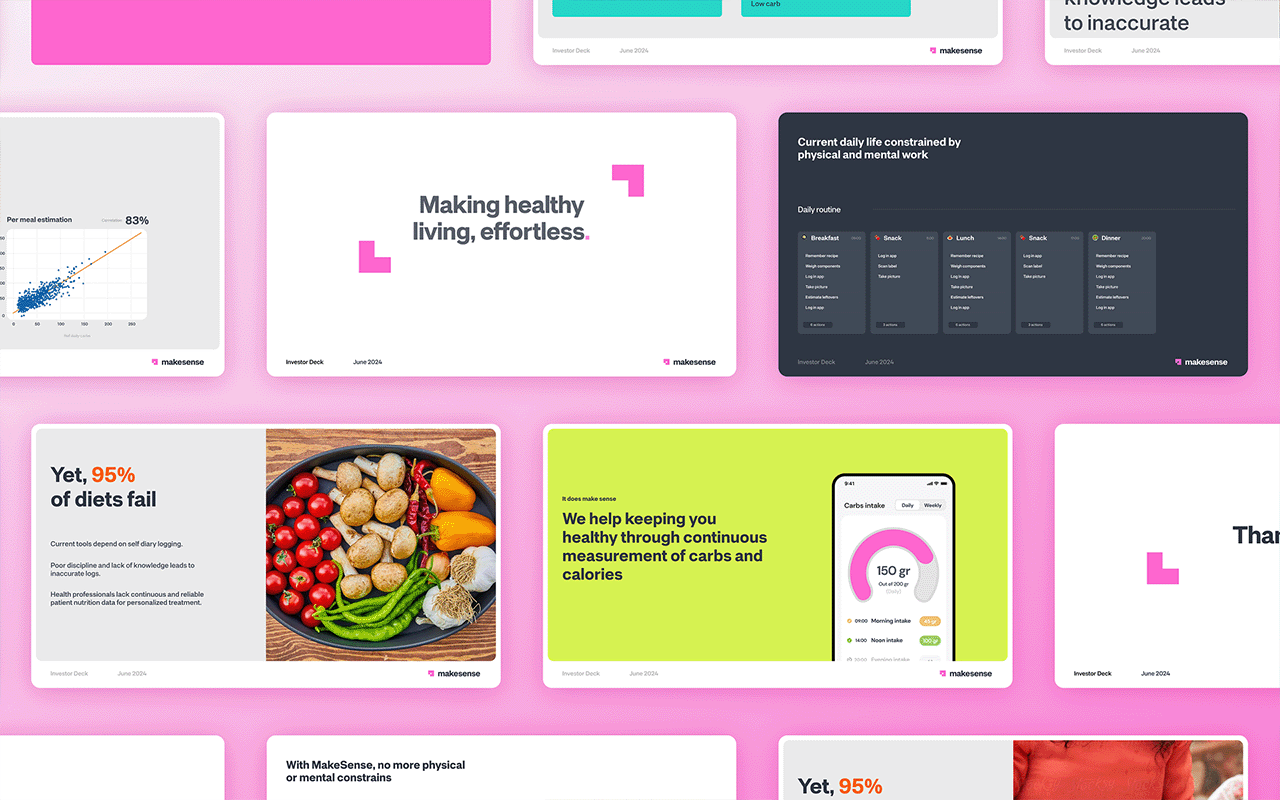 Low carb
knowledge leads
to inaccurate
Investor Deck
June 2024
makesense
Investor Deck
June 2024
Per meal estimation
83%
0
50
100
150
200
250
makesense
Making healthy
living, effortless.
Investor Deck
June 2024
makesense
Current daily life constrained by
physical and mental work
Daily routine
Breakfast
Remember recipe
Weigh components
Log in app
Take picture
Estimate leftovers
Log in app
6 actions
Snack
Log in app
Scan label
Take picture
3 actions
Lunch
Remember recipe
Weigh components
Log in app
Take picture
Estimate leftovers
Log in app
6 actions
Snack
Log in app
Scan label
Take picture
3 actions
Dinner
Remember recipe
Weigh components
Log in app
Take picture
Estimate leftovers
Log in app
Investor Deck
June 2024
makesense
Yet, 95%
of diets fail
Current tools depend on self diary logging.
Poor discipline and lack of knowledge leads to
inaccurate logs.
Health professionals lack continuous and reliable
patient nutrition data for personalized treatment.
Investor Deck
June 2024
makesense
It does make sense
We help keeping you
healthy through continuous
measurement of carbs and
calories
9:41
Carbs intake
Daily
Weekly
150 gr
Out of 200 gr
(Daily)
09:00 Morning intake 45 gr
14:00 Noon intake 100 gr
20:00 Evening intake
Investor Deck
June 2024
makesense
Than
Investor Deck
June 2024
With MakeSense, no more physical
or mental constrains
Yet, 95%